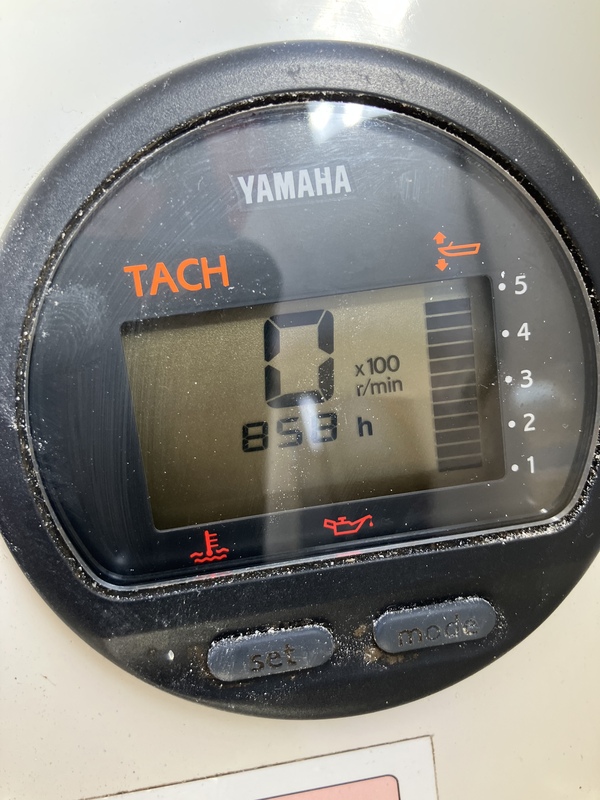 YAMAHA
TACH
5
4
3
2
1
0 x100 r/min
858 h
set
mode